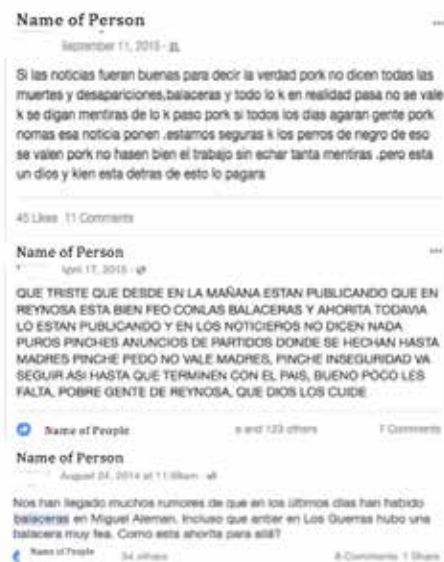 Name of Person
September 11, 2015
Si las noticias fueran buenas para decir la verdad pork no dicen todas las
muertes y desapariciones,balaceras y todo lo k en realidad pasa no se vale
k se digan mentiras de lo k paso pork si todos los dias agaran gente pork
nomas esa noticia ponen .estamos seguras k los perros de negro de eso
se valen pork no hasen bien el trabajo sin echar tanta mentiras .pero esta
un dios y kien esta detras de esto lo pagara
45 Likes 11 Comments
Name of Person
April 17, 2015
QUE TRISTE QUE DESDE EN LA MAÑANA ESTAN PUBLICANDO QUE EN
REYNOSA ESTA BIEN FEO CONLAS BALACERAS Y AHORITA TODAVIA
LO ESTAN PUBLICANDO Y EN LOS NOTICIEROS NO DICEN NADA
PUROS PINCHES ANUNCIOS DE PARTIDOS DONDE SE HECHAN HASTA
MADRES PINCHE PEDO NO VALE MADRES, PINCHE INSEGURIDAD VA
SEGUIR ASI HASTA QUE TERMINEN CON EL PAIS, BUENO POCO LES
FALTA, POBRE GENTE DE REYNOSA, QUE DIOS LOS CUIDE
Name of People and 123 others 7 Comments
Name of Person
August 24, 2014 at 11:09am
Nos han llegado muchos rumores de que en los últimos días han habido
balaceras en Miguel Aleman. Incluso que antier en Los Guerras hubo una
balacera muy fea. Como esta ahorita para allá?
Name of People 34 others 8 Comments 1 Share